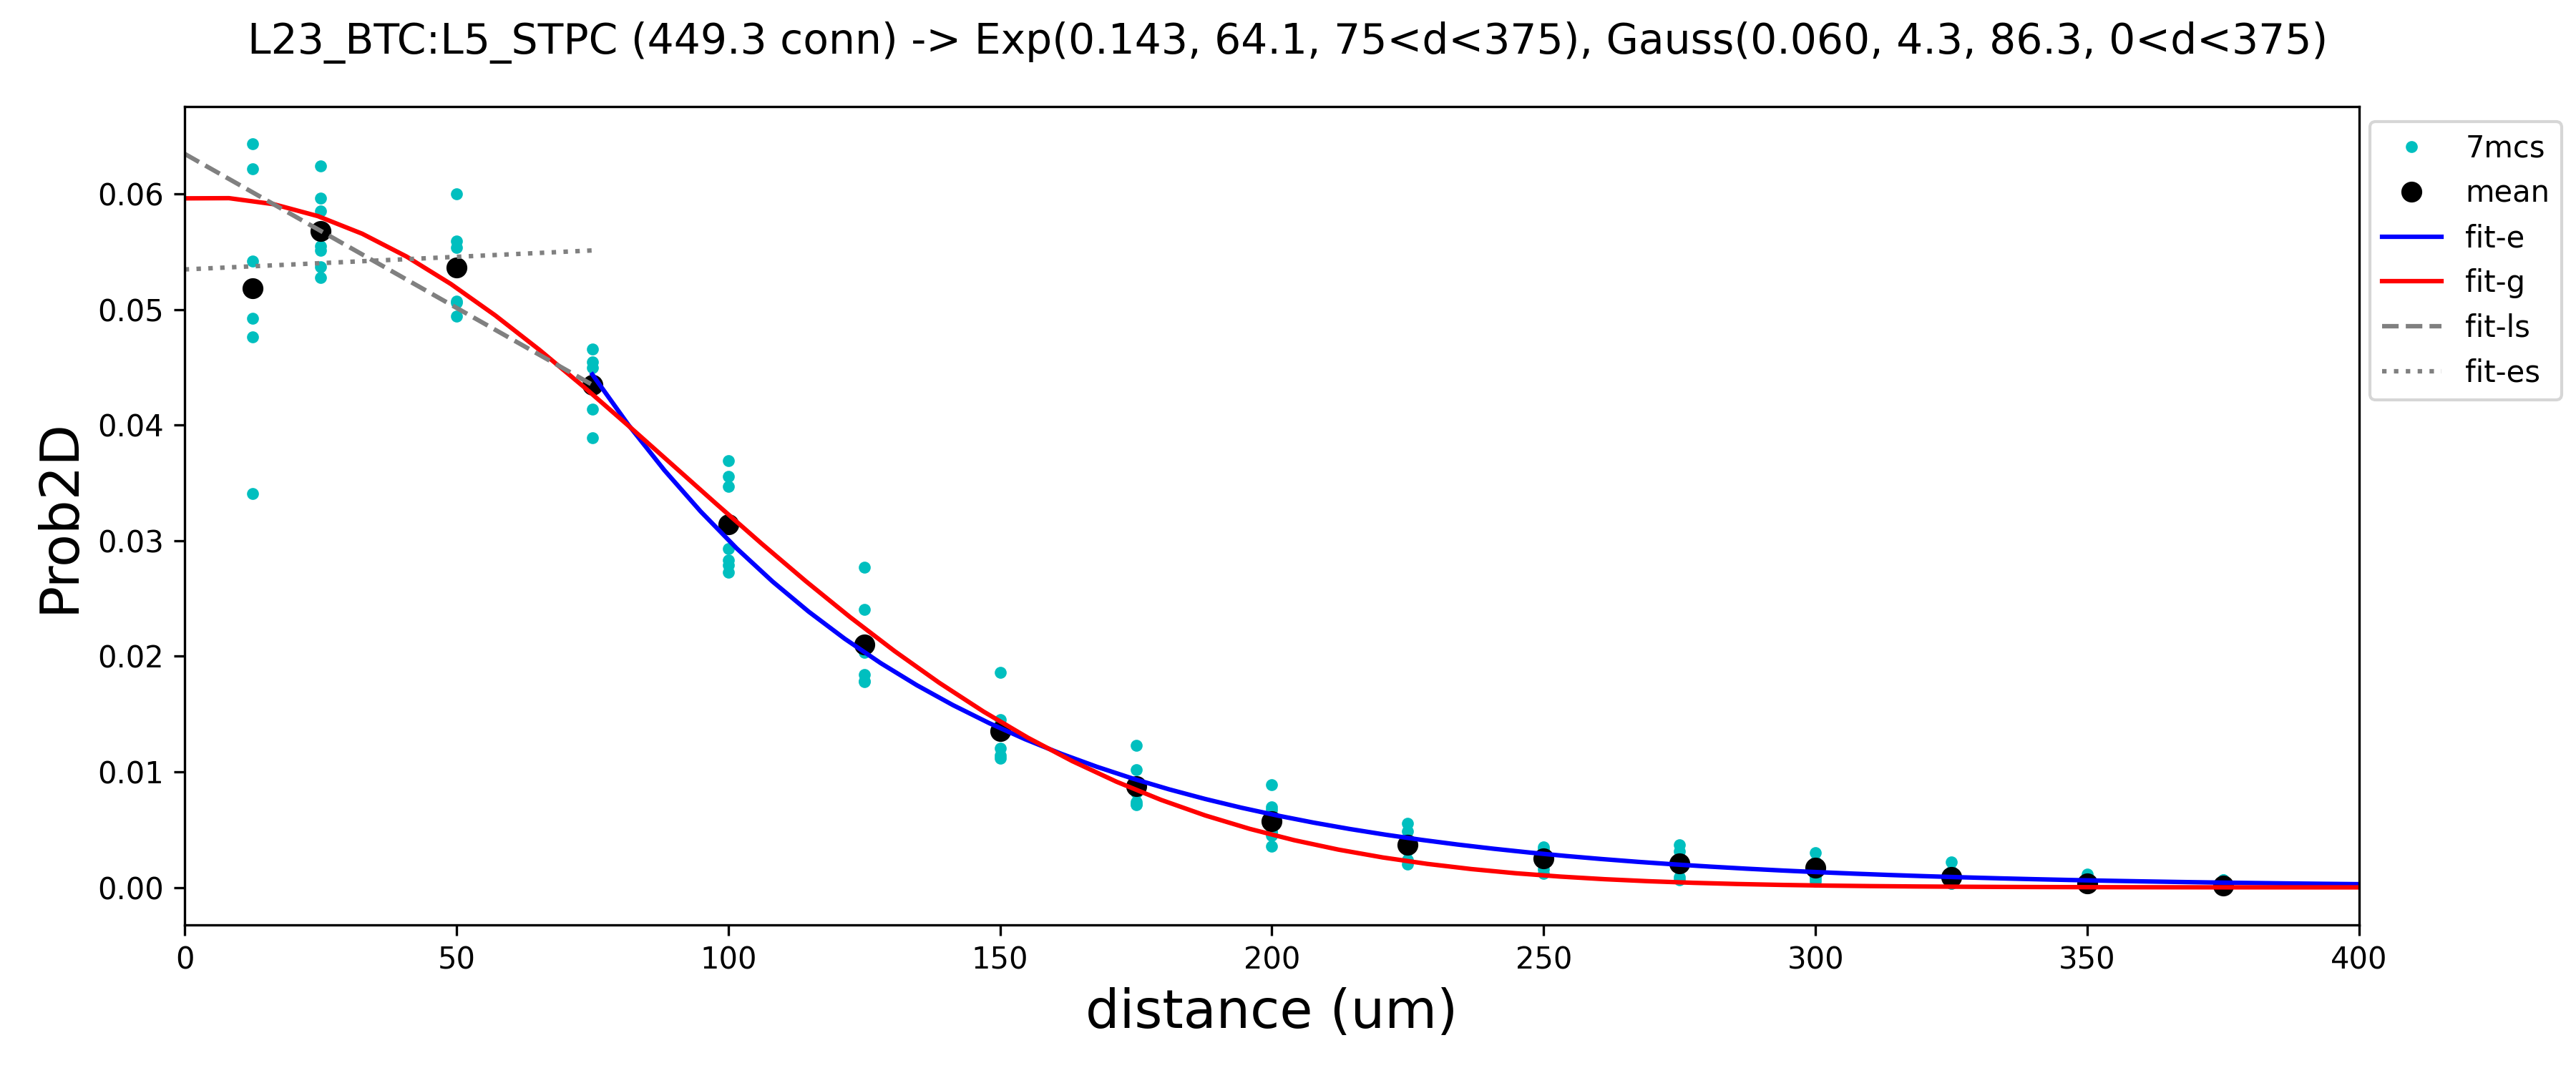 L23_BTC:L5_STPC (449.3 conn) -> Exp(0.143, 64.1, 75<d<375), Gauss(0.060, 4.3, 86.3, 0<d<375)
7mcs
mean
fit-e
fit-g
fit-ls
fit-es
Prob2D
0.06
0.05
0.04
0.03
0.02
0.01
0.00
0 50 100 150 200 250 300 350 400
distance (um)